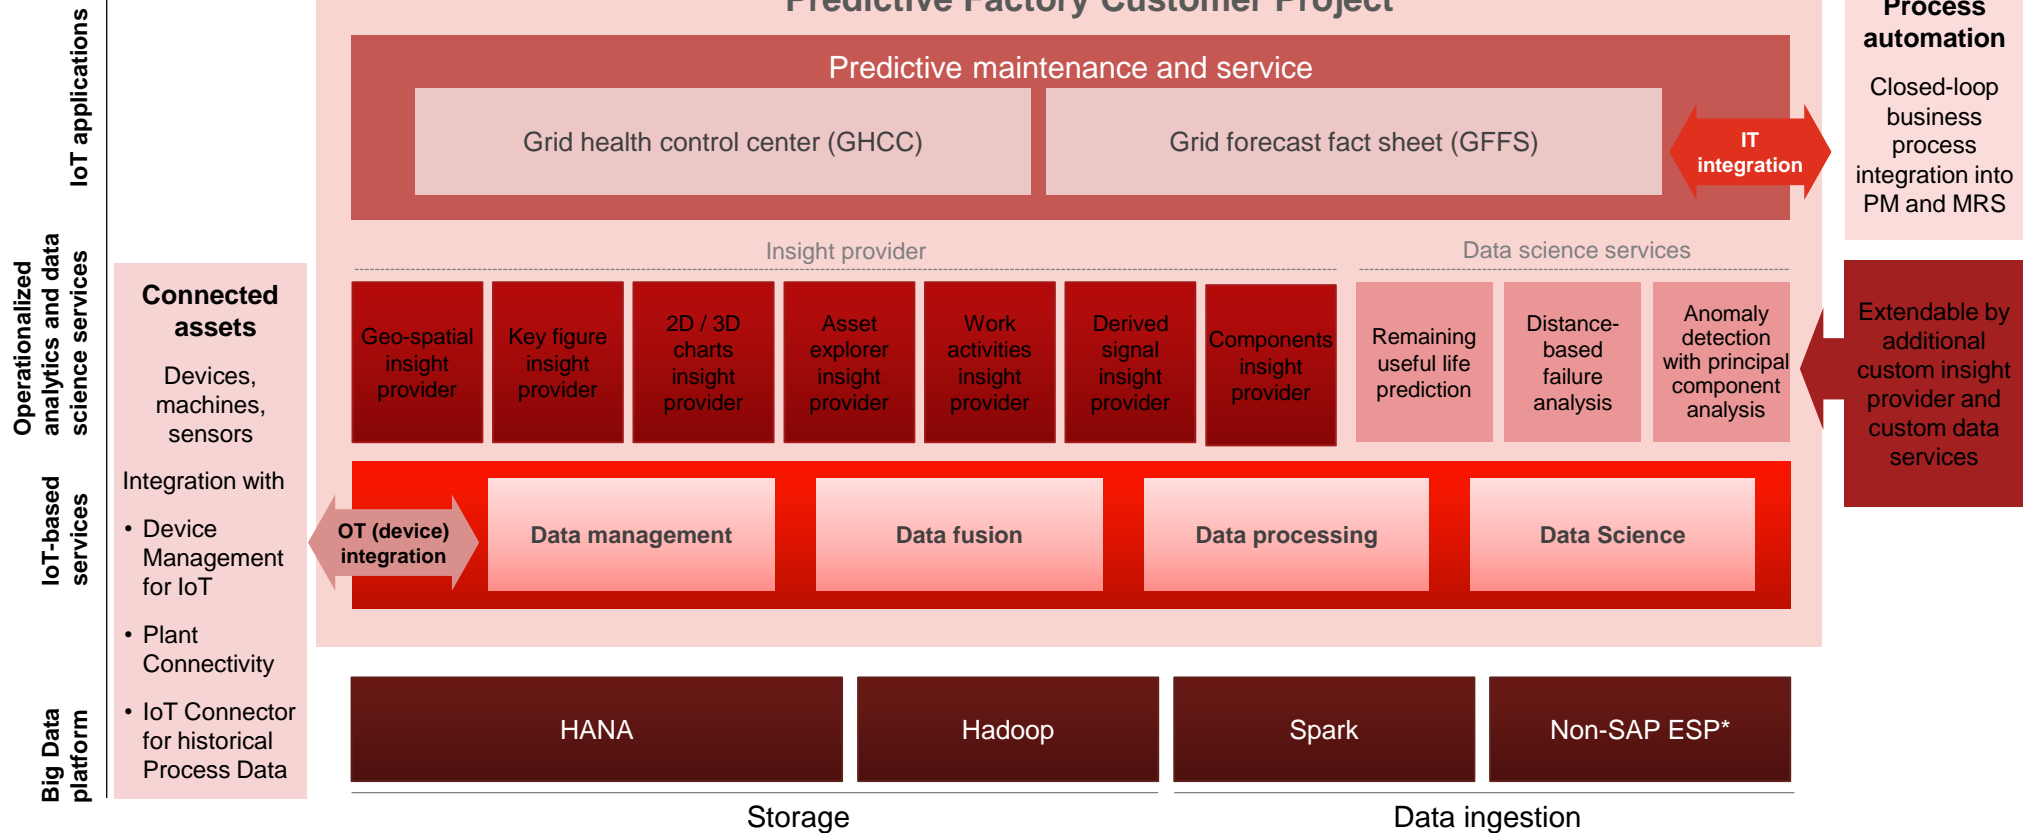 Predictive Factory Customer Project
IoT applications
Predictive maintenance and service
Grid health control center (GHCC)
Grid forecast fact sheet (GFFS)
IT
integration
Process
automation
Closed-loop
business
process
integration into
PM and MRS
Operationalized
analytics and data
science services
Insight provider
Data science services
Geo-spatial
insight
provider
Key figure
insight
provider
2D / 3D
charts
insight
provider
Asset
explorer
insight
provider
Work
activities
insight
provider
Derived
signal
insight
provider
Components
insight
provider
Remaining
useful life
prediction
Distance-
based
failure
analysis
Anomaly
detection
with principal
component
analysis
Extendable by
additional
custom insight
provider and
custom data
services
Connected
assets
Devices,
machines,
sensors
Integration with
• Device
Management
for IoT
• Plant
Connectivity
• IoT Connector
for historical
Process Data
IoT-based
services
OT (device)
integration
Data management
Data fusion
Data processing
Data Science
Big Data
platform
HANA
Hadoop
Spark
Non-SAP ESP*
Storage
Data ingestion